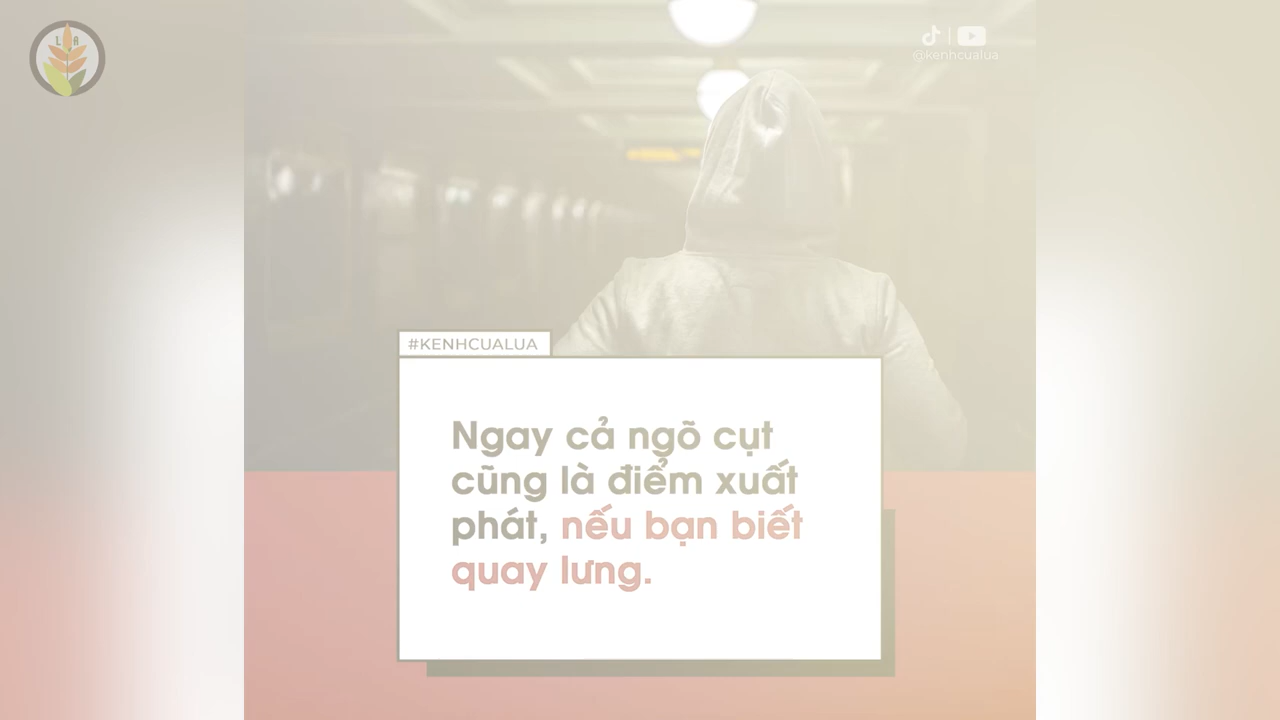 L A
@kenhcualua
#KENHCUALUA
Ngay cả ngõ cụt
cũng là điểm xuất
phát, nếu bạn biết
quay lưng.